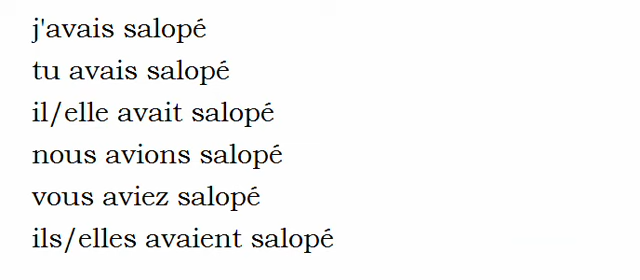 j'avais salopé
tu avais salopé
il/elle avait salopé
nous avions salopé
vous aviez salopé
ils/elles avaient salopé